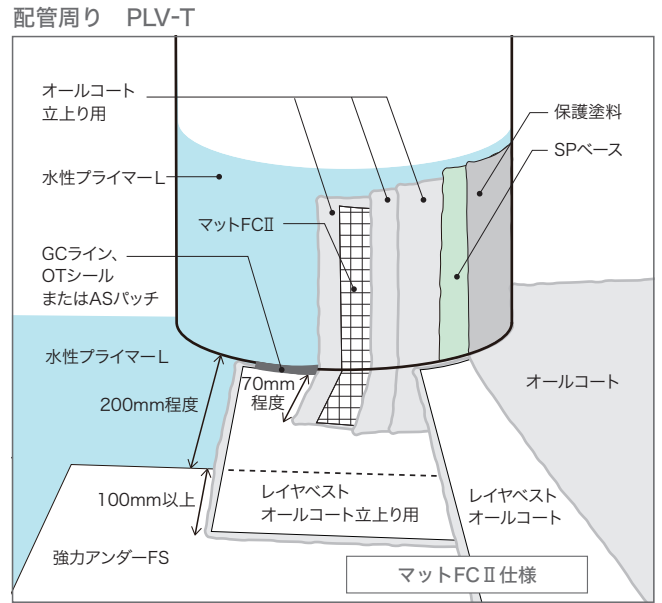 配管周り PLV-T
オールコート
立上り用
保護塗料
SPベース
水性プライマーL
マットFCⅡ
GCライン、
OTシール
またはASパッチ
水性プライマーL
70mm
程度
オールコート
200mm程度
100mm以上
レイヤベスト
オールコート立上り用
レイヤベスト
オールコート
強力アンダーFS
マットFCⅡ仕様